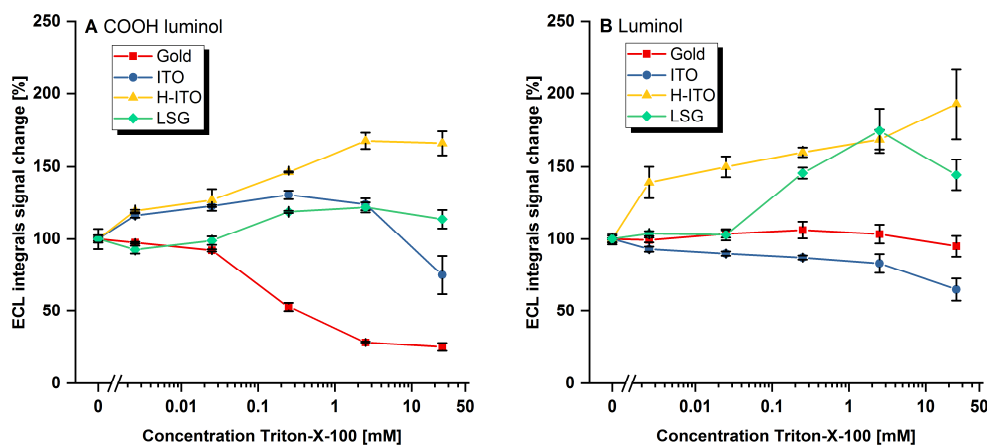 A COOH luminol
Gold
ITO
H-ITO
LSG
ECL integrals signal change [%]
250
200
150
100
50
0
0
0.01
0.1
1
10
50
Concentration Triton-X-100 [mM]
B Luminol
Gold
ITO
H-ITO
LSG
ECL integrals signal change [%]
250
200
150
100
50
0
0
0.01
0.1
1
10
50
Concentration Triton-X-100 [mM]